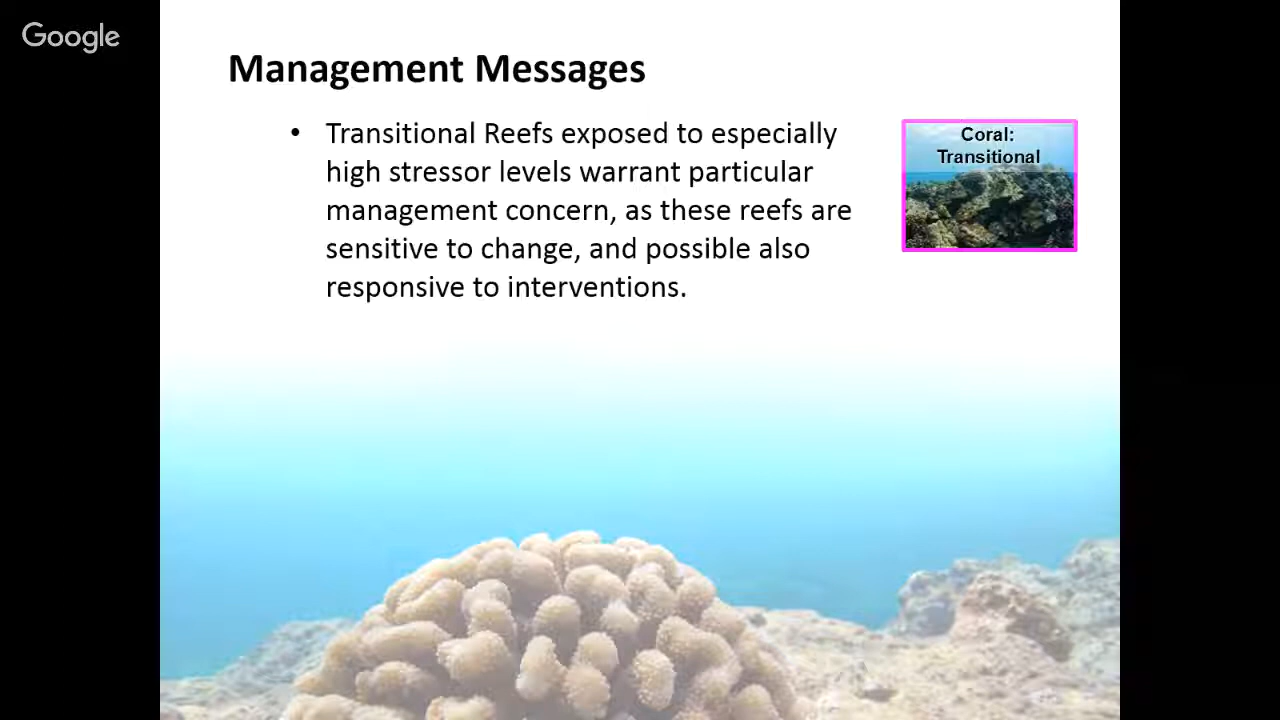 Google
Management Messages
• Transitional Reefs exposed to especially
high stressor levels warrant particular
management concern, as these reefs are
sensitive to change, and possible also
responsive to interventions.
Coral:
Transitional